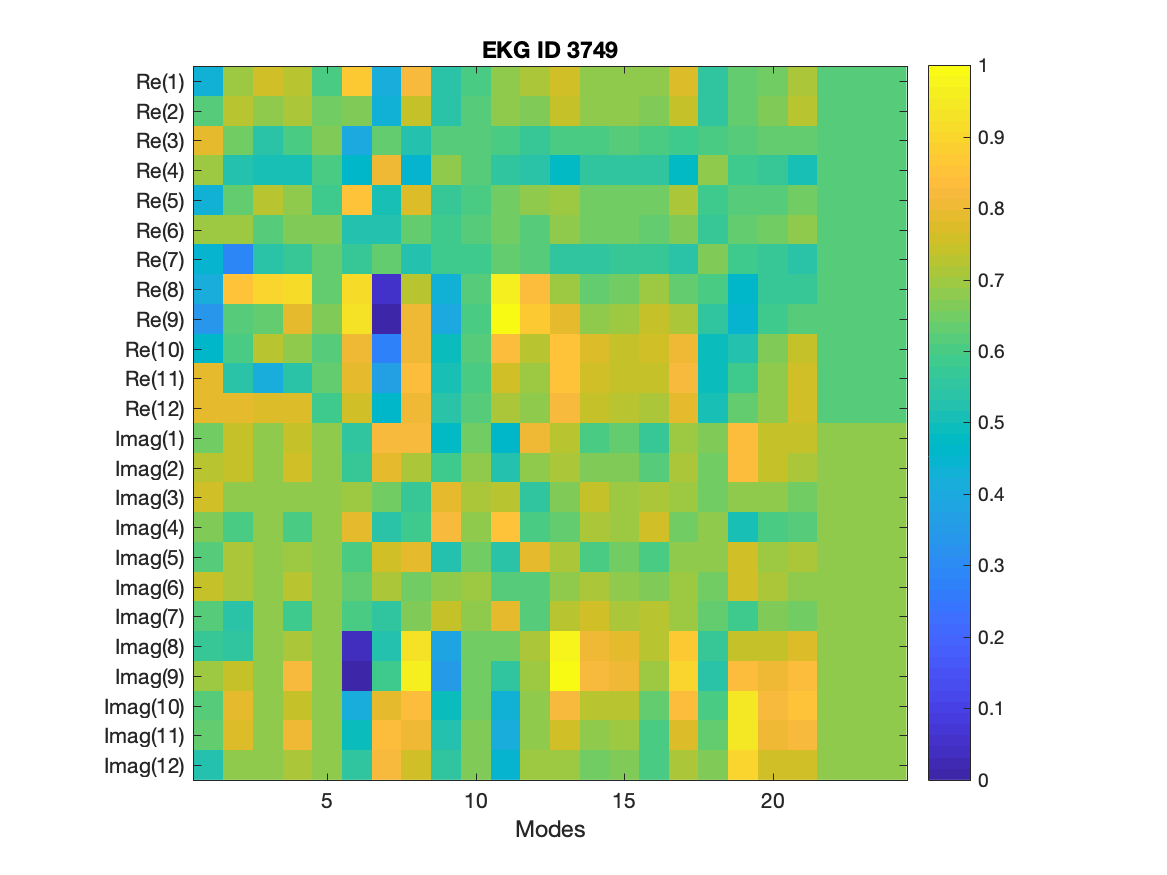 EKG ID 3749
Re(1)
Re(2)
Re(3)
Re(4)
Re(5)
Re(6)
Re(7)
Re(8)
Re(9)
Re(10)
Re(11)
Re(12)
Imag(1)
Imag(2)
Imag(3)
Imag(4)
Imag(5)
Imag(6)
Imag(7)
Imag(8)
Imag(9)
Imag(10)
Imag(11)
Imag(12)
5 10 15 20
Modes
1
0.9
0.8
0.7
0.6
0.5
0.4
0.3
0.2
0.1
0